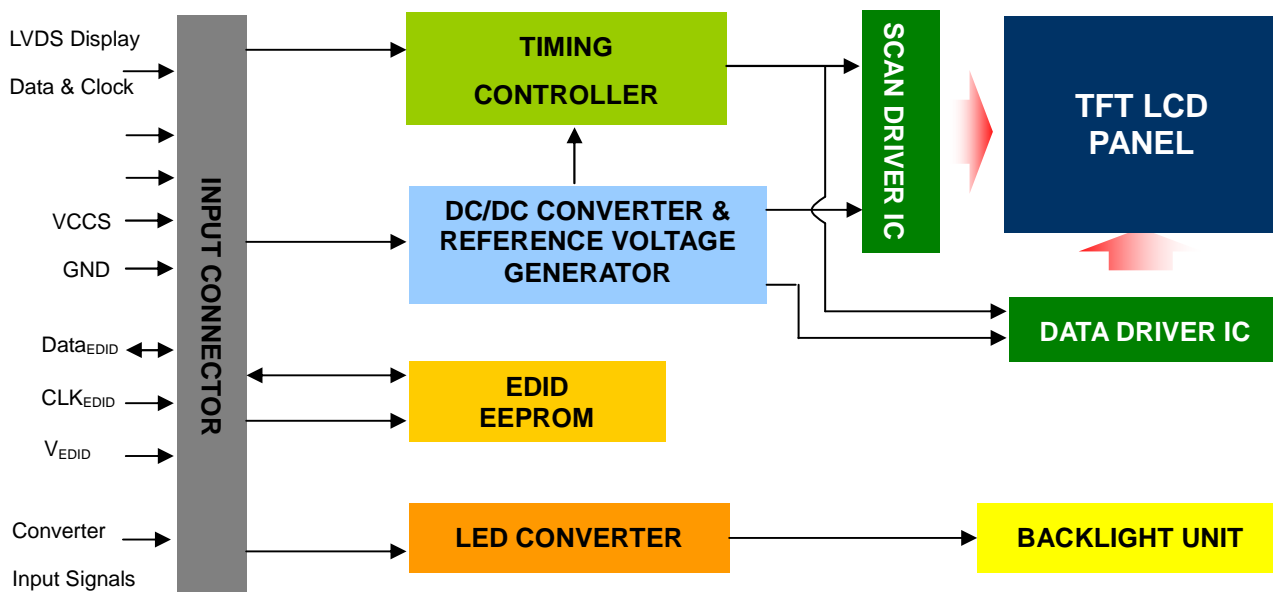 LVDS Display
Data & Clock
VCCS
GND
DataEDID
CLKEDID
VEDID
Converter
Input Signals
INPUT CONNECTOR
TIMING
CONTROLLER
DC/DC CONVERTER &
REFERENCE VOLTAGE
GENERATOR
EDID
EEPROM
LED CONVERTER
SCAN DRIVER IC
TFT LCD
PANEL
DATA DRIVER IC
BACKLIGHT UNIT